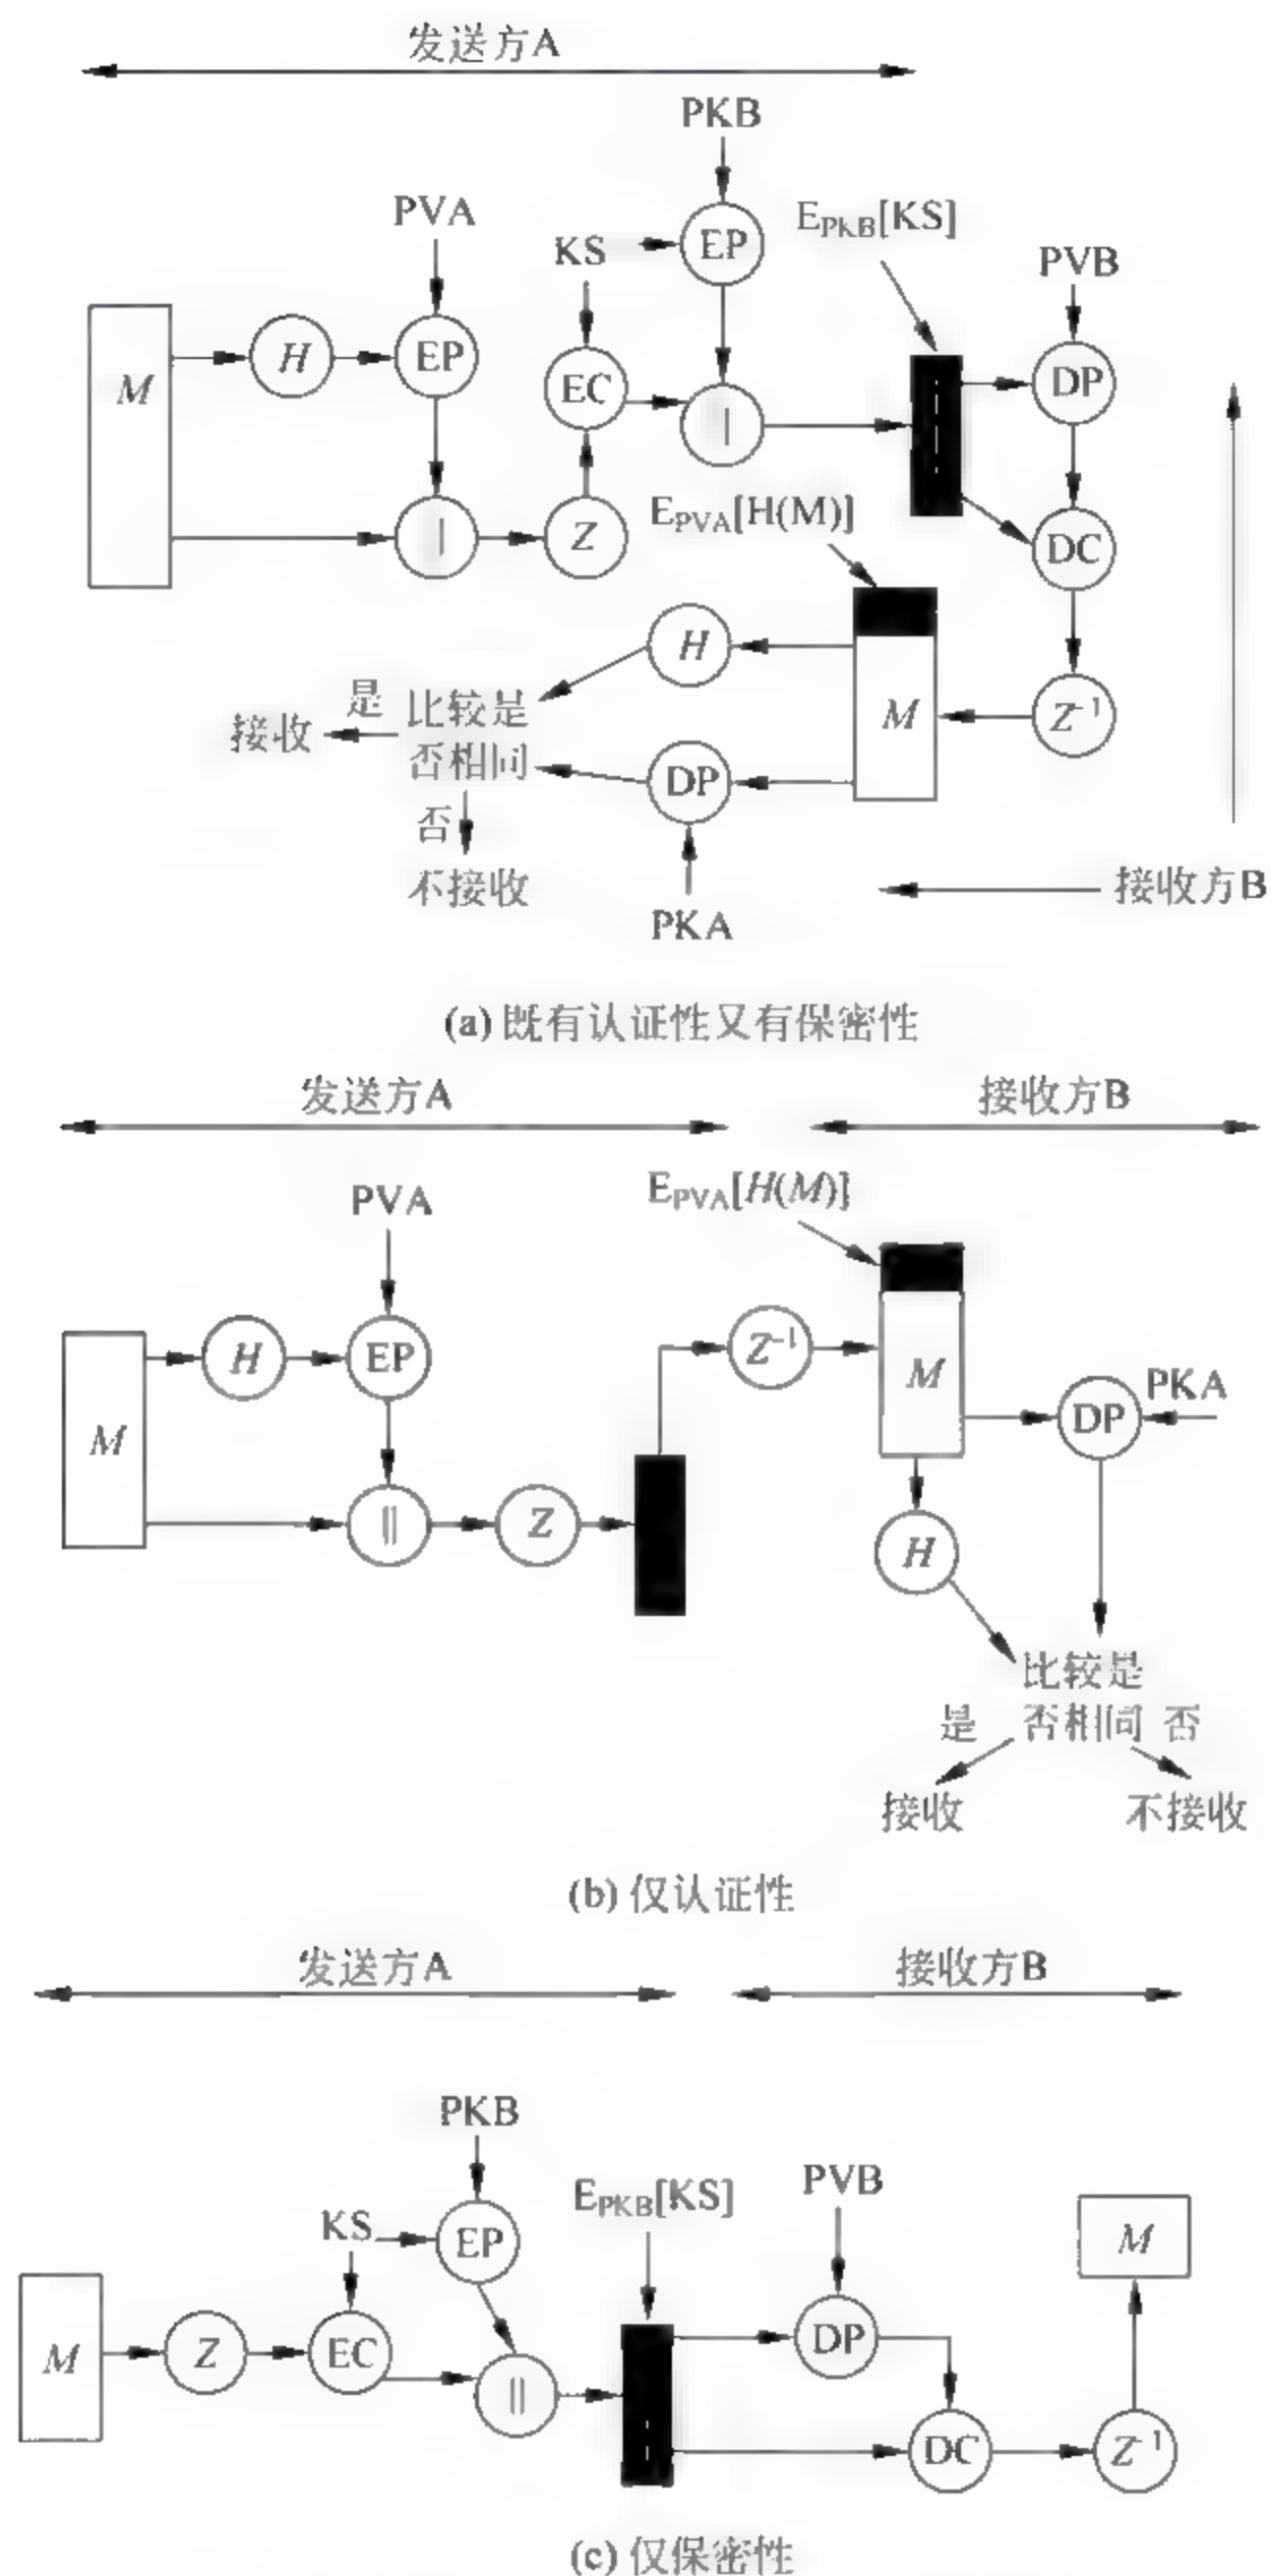 发送方A
PKB
PVA
KS
EP
E_PKB[KS]
PVB
M
H
EP
EC
|
DP
|
Z
E_PVA[H(M)]
DC
H
M
Z⁻¹
接收
是
比较是
否相同
DP
否
不接收
PKA
接收方B
(a) 既有认证性又有保密性
发送方A
接收方B
PVA
E_PVA[H(M)]
M
H
EP
Z⁻¹
M
DP
PKA
||
Z
H
比较是
是 否相同 否
接收
不接收
(b) 仅认证性
发送方A
接收方B
PKB
KS
EP
E_PKB[KS]
PVB
M
M
Z
EC
||
DP
DC
Z⁻¹
(c) 仅保密性